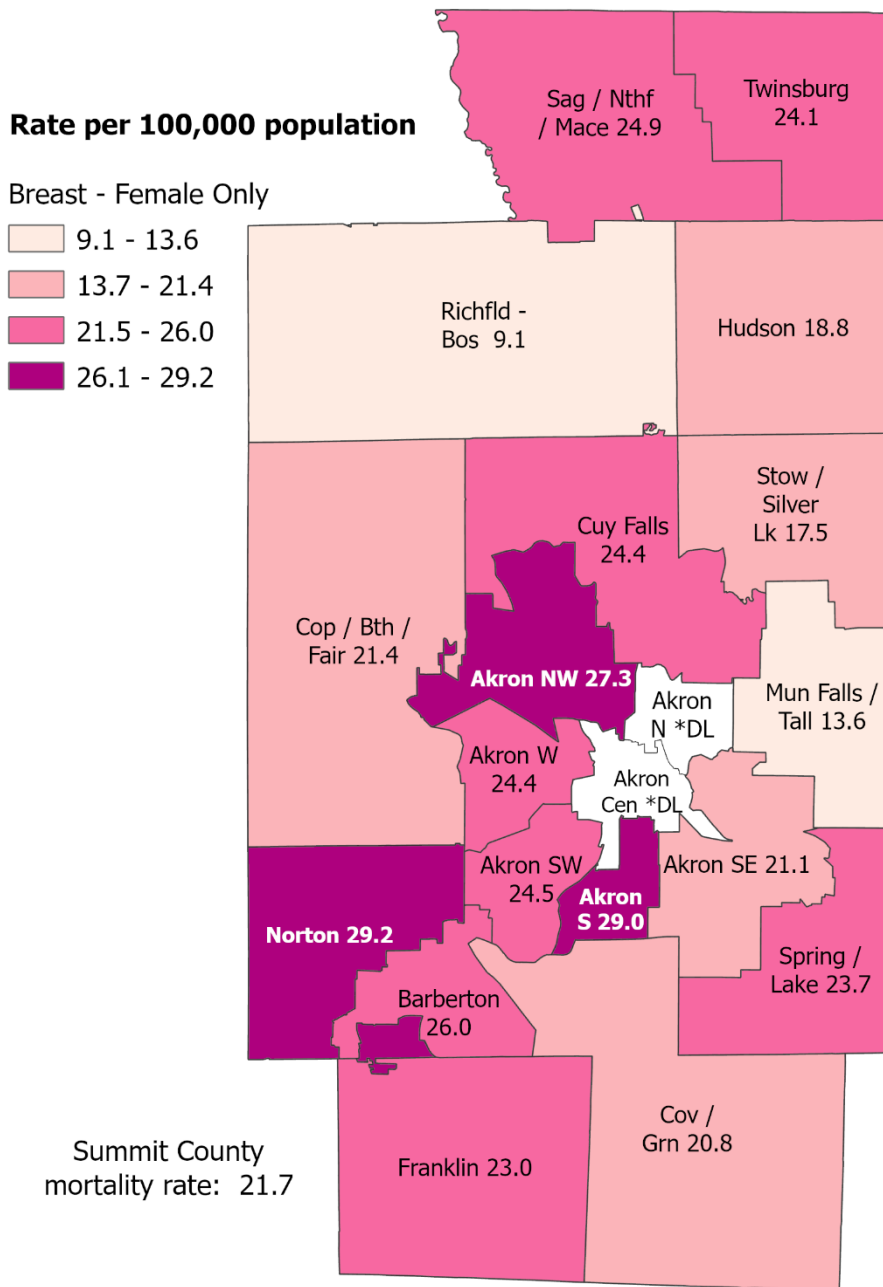 Rate per 100,000 population
Breast - Female Only
9.1 - 13.6
13.7 - 21.4
21.5 - 26.0
26.1 - 29.2
Sag / Nthf
/ Mace 24.9
Twinsburg
24.1
Richfld -
Bos 9.1
Hudson 18.8
Stow /
Silver
Lk 17.5
Cuy Falls
24.4
Cop / Bth /
Fair 21.4
Akron NW 27.3
Akron
N *DL
Mun Falls /
Tall 13.6
Akron W
24.4
Akron
Cen *DL
Akron SW
24.5
Akron SE 21.1
Akron
S 29.0
Norton 29.2
Spring /
Lake 23.7
Barberton
26.0
Cov /
Grn 20.8
Franklin 23.0
Summit County
mortality rate: 21.7